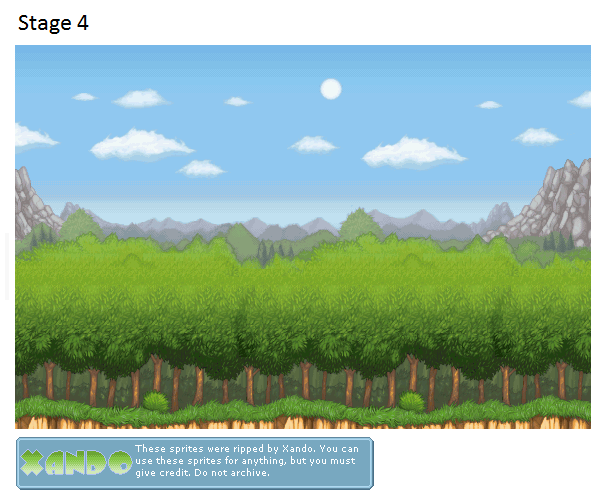 Stage 4
XANDO
These sprites were ripped by Xando. You can
use these sprites for anything, but you must
give credit. Do not archive.